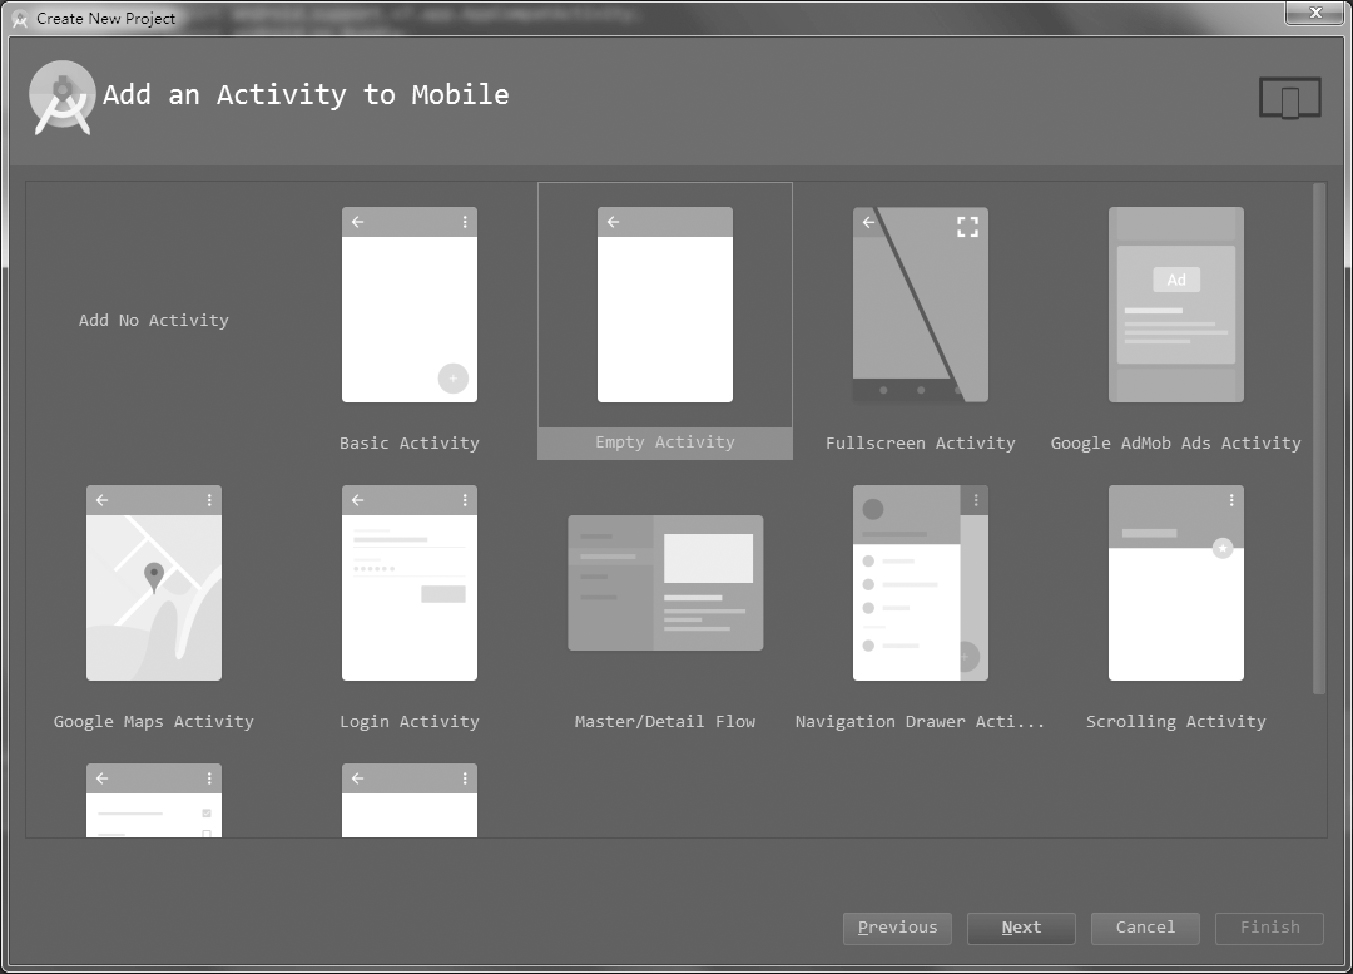 Create New Project
Add an Activity to Mobile
Add No Activity
Basic Activity
Empty Activity
Fullscreen Activity
Ad
Google AdMob Ads Activity
Google Maps Activity
Login Activity
Master/Detail Flow
Navigation Drawer Acti...
Scrolling Activity
Previous
Next
Cancel
Finish